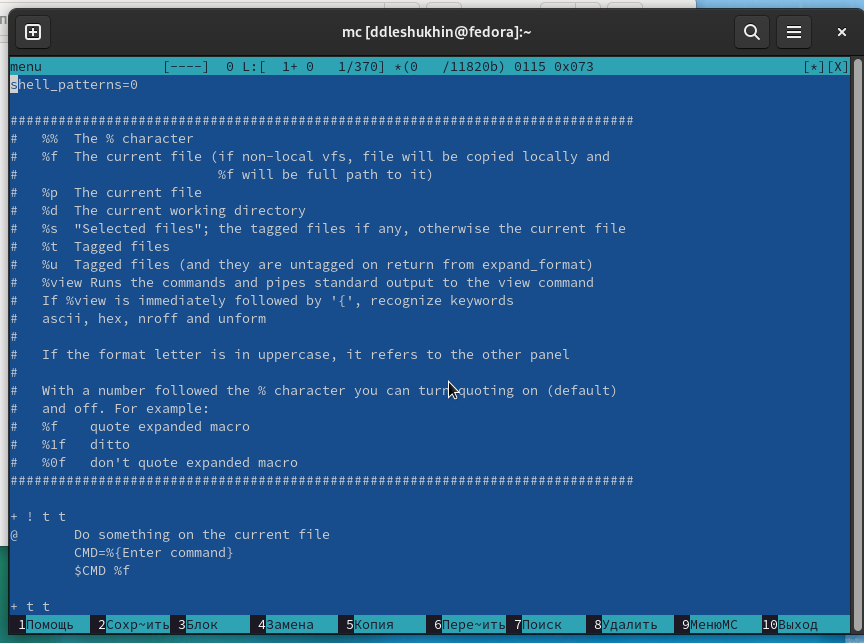 mc [ddleshukhin@fedora]:~
menu [----] 0 L:[ 1+ 0 1/370] *(0 /11820b) 0115 0x073 [*][X]
shell_patterns=0
##############################################################################
# %% The % character
# %f The current file (if non-local vfs, file will be copied locally and
# %f will be full path to it)
# %p The current file
# %d The current working directory
# %s "Selected files"; the tagged files if any, otherwise the current file
# %t Tagged files
# %u Tagged files (and they are untagged on return from expand_format)
# %view Runs the commands and pipes standard output to the view command
# If %view is immediately followed by '{', recognize keywords
# ascii, hex, nroff and unform
#
# If the format letter is in uppercase, it refers to the other panel
#
# With a number followed the % character you can turn quoting on (default)
# and off. For example:
# %f quote expanded macro
# %1f ditto
# %0f don't quote expanded macro
##############################################################################
+ ! t t
@ Do something on the current file
CMD=%{Enter command}
$CMD %f
+ t t
1Помощь 2Сохр~ить 3Блок 4Замена 5Копия 6Пере~ить 7Поиск 8Удалить 9МенюМС 10Выход